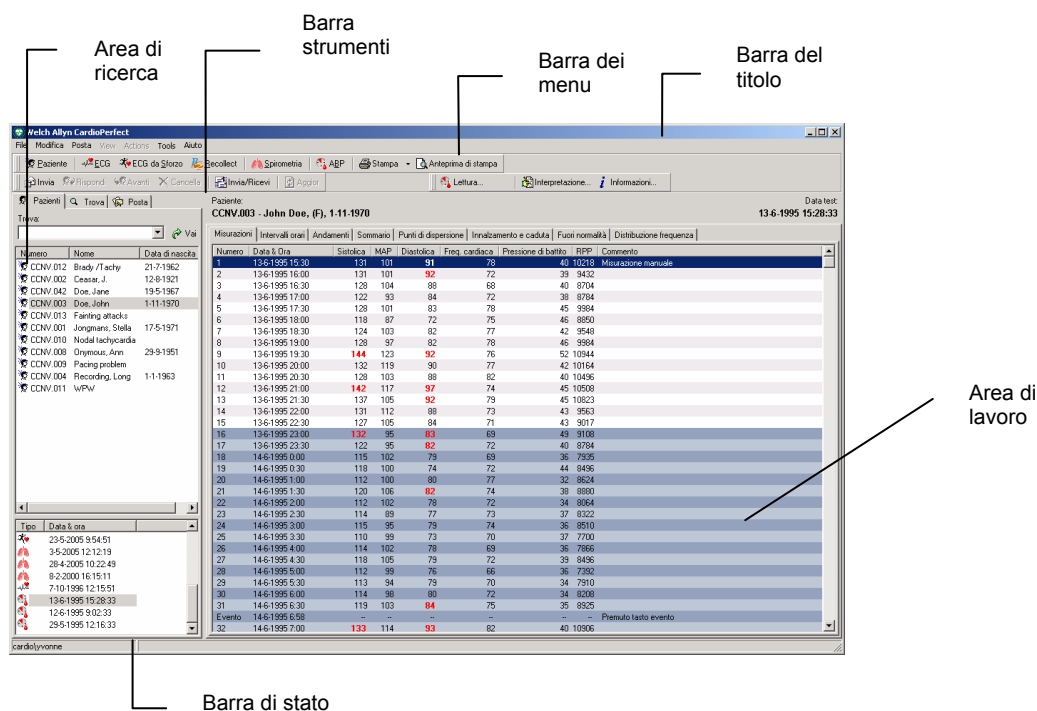 Area di ricerca
Barra strumenti
Barra dei menu
Barra del titolo
Welch Allyn CardioPerfect
File Modifica Posta View Actions Tools Aiuto
Paziente ECG ECG da Sforzo Recollect Spirometria ABP Stampa Anteprima di stampa
Invia Rispondi Avanti Cancella Invia/Ricevi Aggior Lettura... Interpretazione... Informazioni...
Pazienti Trova Posta
Trova:
Vai
Numero Nome Data di nascita
CCNV.012 Brady /Tachy 21-7-1962
CCNV.002 Ceasar, J. 12-8-1921
CCNV.042 Doe, Jane 19-5-1967
CCNV.003 Doe, John 1-11-1970
CCNV.013 Fainting attacks
CCNV.001 Jongmans, Stella 17-5-1971
CCNV.010 Nodal tachycardia
CCNV.008 Onymous, Ann 29-9-1951
CCNV.009 Pacing problem
CCNV.004 Recording, Long 1-1-1963
CCNV.011 WPW
Tipo Data & ora
23-5-2005 9:54:51
3-5-2005 12:12:19
28-4-2005 10:22:49
8-2-2000 16:15:11
7-10-1996 12:15:51
13-6-1995 15:28:33
12-6-1995 9:02:33
29-5-1995 12:16:33
Paziente: Data test:
CCNV.003 - John Doe, (F), 1-11-1970 13-6-1995 15:28:33
Misurazioni Intervalli orari Andamenti Sommario Punti di dispersione Innalzamento e caduta Fuori normalità Distribuzione frequenza
Numero Data & Ora Sistolica MAP Diastolica Freq. cardiaca Pressione di battito RPP Commento
1 13-6-1995 15:30 131 101 91 78 40 10218 Misurazione manuale
2 13-6-1995 16:00 131 101 92 72 39 9432
3 13-6-1995 16:30 128 104 88 68 40 8704
4 13-6-1995 17:00 122 93 84 72 38 8784
5 13-6-1995 17:30 128 101 83 78 45 9984
6 13-6-1995 18:00 118 87 72 75 46 8850
7 13-6-1995 18:30 124 103 82 77 42 9548
8 13-6-1995 19:00 128 97 82 78 46 9984
9 13-6-1995 19:30 144 123 92 76 52 10944
10 13-6-1995 20:00 132 119 90 77 42 10164
11 13-6-1995 20:30 128 103 88 82 40 10496
12 13-6-1995 21:00 142 117 97 74 45 10508
13 13-6-1995 21:30 137 105 92 79 45 10823
14 13-6-1995 22:00 131 112 88 73 43 9563
15 13-6-1995 22:30 127 105 84 71 43 9017
16 13-6-1995 23:00 132 95 83 69 49 9108
17 13-6-1995 23:30 122 95 82 72 40 8784
18 14-6-1995 0:00 115 102 79 69 36 7935
19 14-6-1995 0:30 118 100 74 72 44 8496
20 14-6-1995 1:00 112 100 80 77 32 8624
21 14-6-1995 1:30 120 106 82 74 38 8880
22 14-6-1995 2:00 112 102 78 72 34 8064
23 14-6-1995 2:30 114 89 77 73 37 8322
24 14-6-1995 3:00 115 95 79 74 36 8510
25 14-6-1995 3:30 110 99 73 70 37 7700
26 14-6-1995 4:00 114 102 78 69 36 7866
27 14-6-1995 4:30 118 105 79 72 39 8496
28 14-6-1995 5:00 112 99 76 66 36 7392
29 14-6-1995 5:30 113 94 79 70 34 7910
30 14-6-1995 6:00 114 98 80 72 34 8208
31 14-6-1995 6:30 119 103 84 75 35 8925
Evento 14-6-1995 6:58 -- -- -- -- -- -- Premuto tasto evento
32 14-6-1995 7:00 133 114 93 82 40 10906
cardio\yvonne
Area di lavoro
Barra di stato